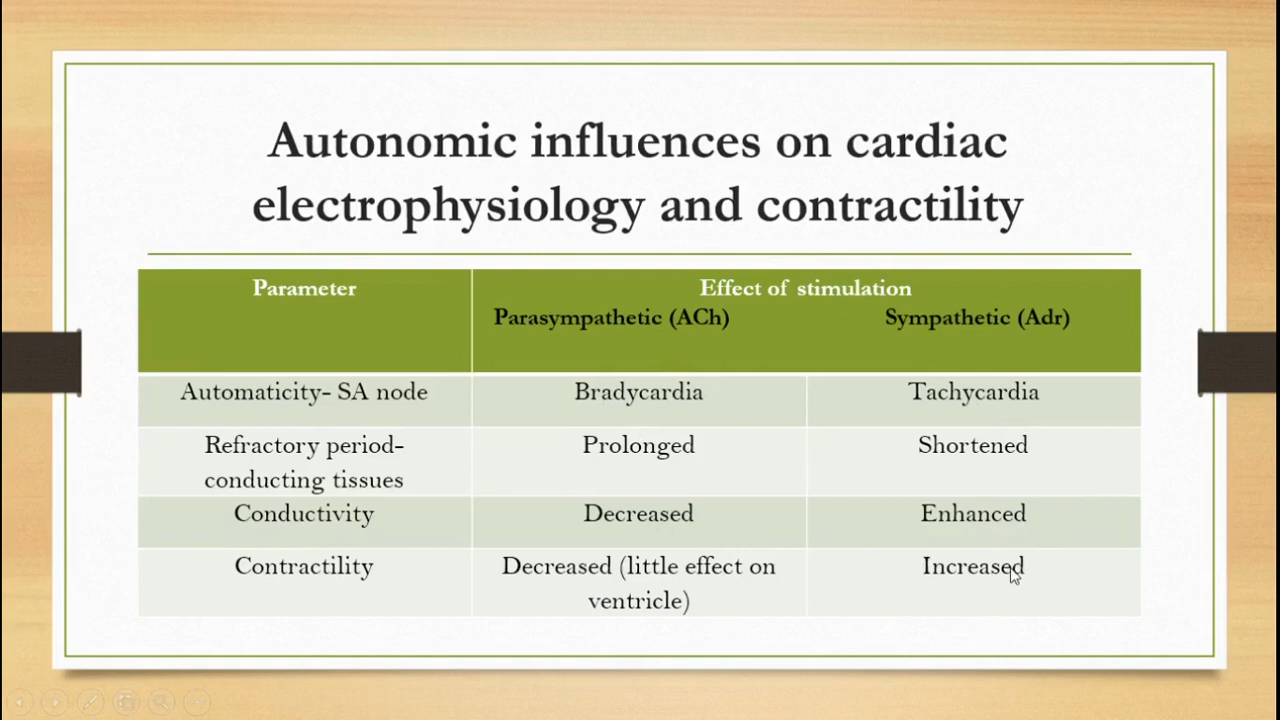 Autonomic influences on cardiac
electrophysiology and contractility
Parameter
Effect of stimulation
Parasympathetic (ACh)
Sympathetic (Adr)
Automaticity- SA node
Bradycardia
Tachycardia
Refractory period-
conducting tissues
Prolonged
Shortened
Conductivity
Decreased
Enhanced
Contractility
Decreased (little effect on
ventricle)
Increased